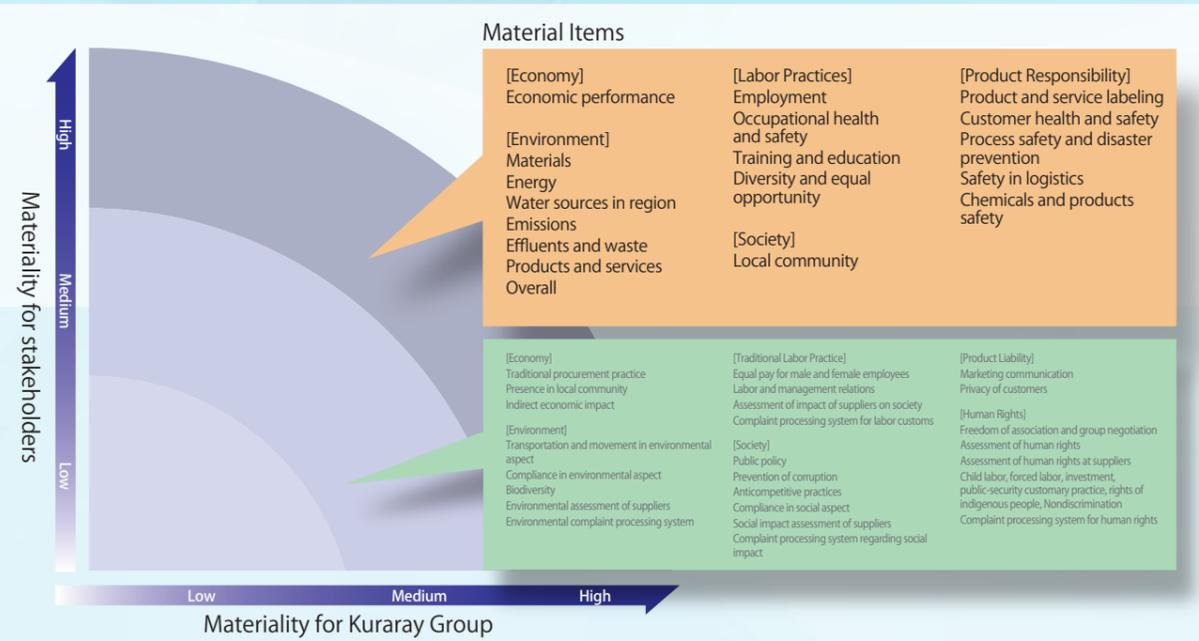 Material Items
[Economy]
Economic performance
[Environment]
Materials
Energy
Water sources in region
Emissions
Effluents and waste
Products and services
Overall
[Labor Practices]
Employment
Occupational health
and safety
Training and education
Diversity and equal
opportunity
[Society]
Local community
[Product Responsibility]
Product and service labeling
Customer health and safety
Process safety and disaster
prevention
Safety in logistics
Chemicals and products
safety
[Economy]
Traditional procurement practice
Presence in local community
Indirect economic impact
[Environment]
Transportation and movement in environmental
aspect
Compliance in environmental aspect
Biodiversity
Environmental assessment of suppliers
Environmental complaint processing system
[Traditional Labor Practice]
Equal pay for male and female employees
Labor and management relations
Assessment of impact of suppliers on society
Complaint processing system for labor customs
[Society]
Public policy
Prevention of corruption
Anticompetitive practices
Compliance in social aspect
Social impact assessment of suppliers
Complaint processing system regarding social
impact
[Product Liability]
Marketing communication
Privacy of customers
[Human Rights]
Freedom of association and group negotiation
Assessment of human rights
Assessment of human rights at suppliers
Child labor, forced labor, investment,
public-security customary practice, rights of
indigenous people, Nondiscrimination
Complaint processing system for human rights
Materiality for stakeholders
High
Medium
Low
Low
Medium
High
Materiality for Kuraray Group